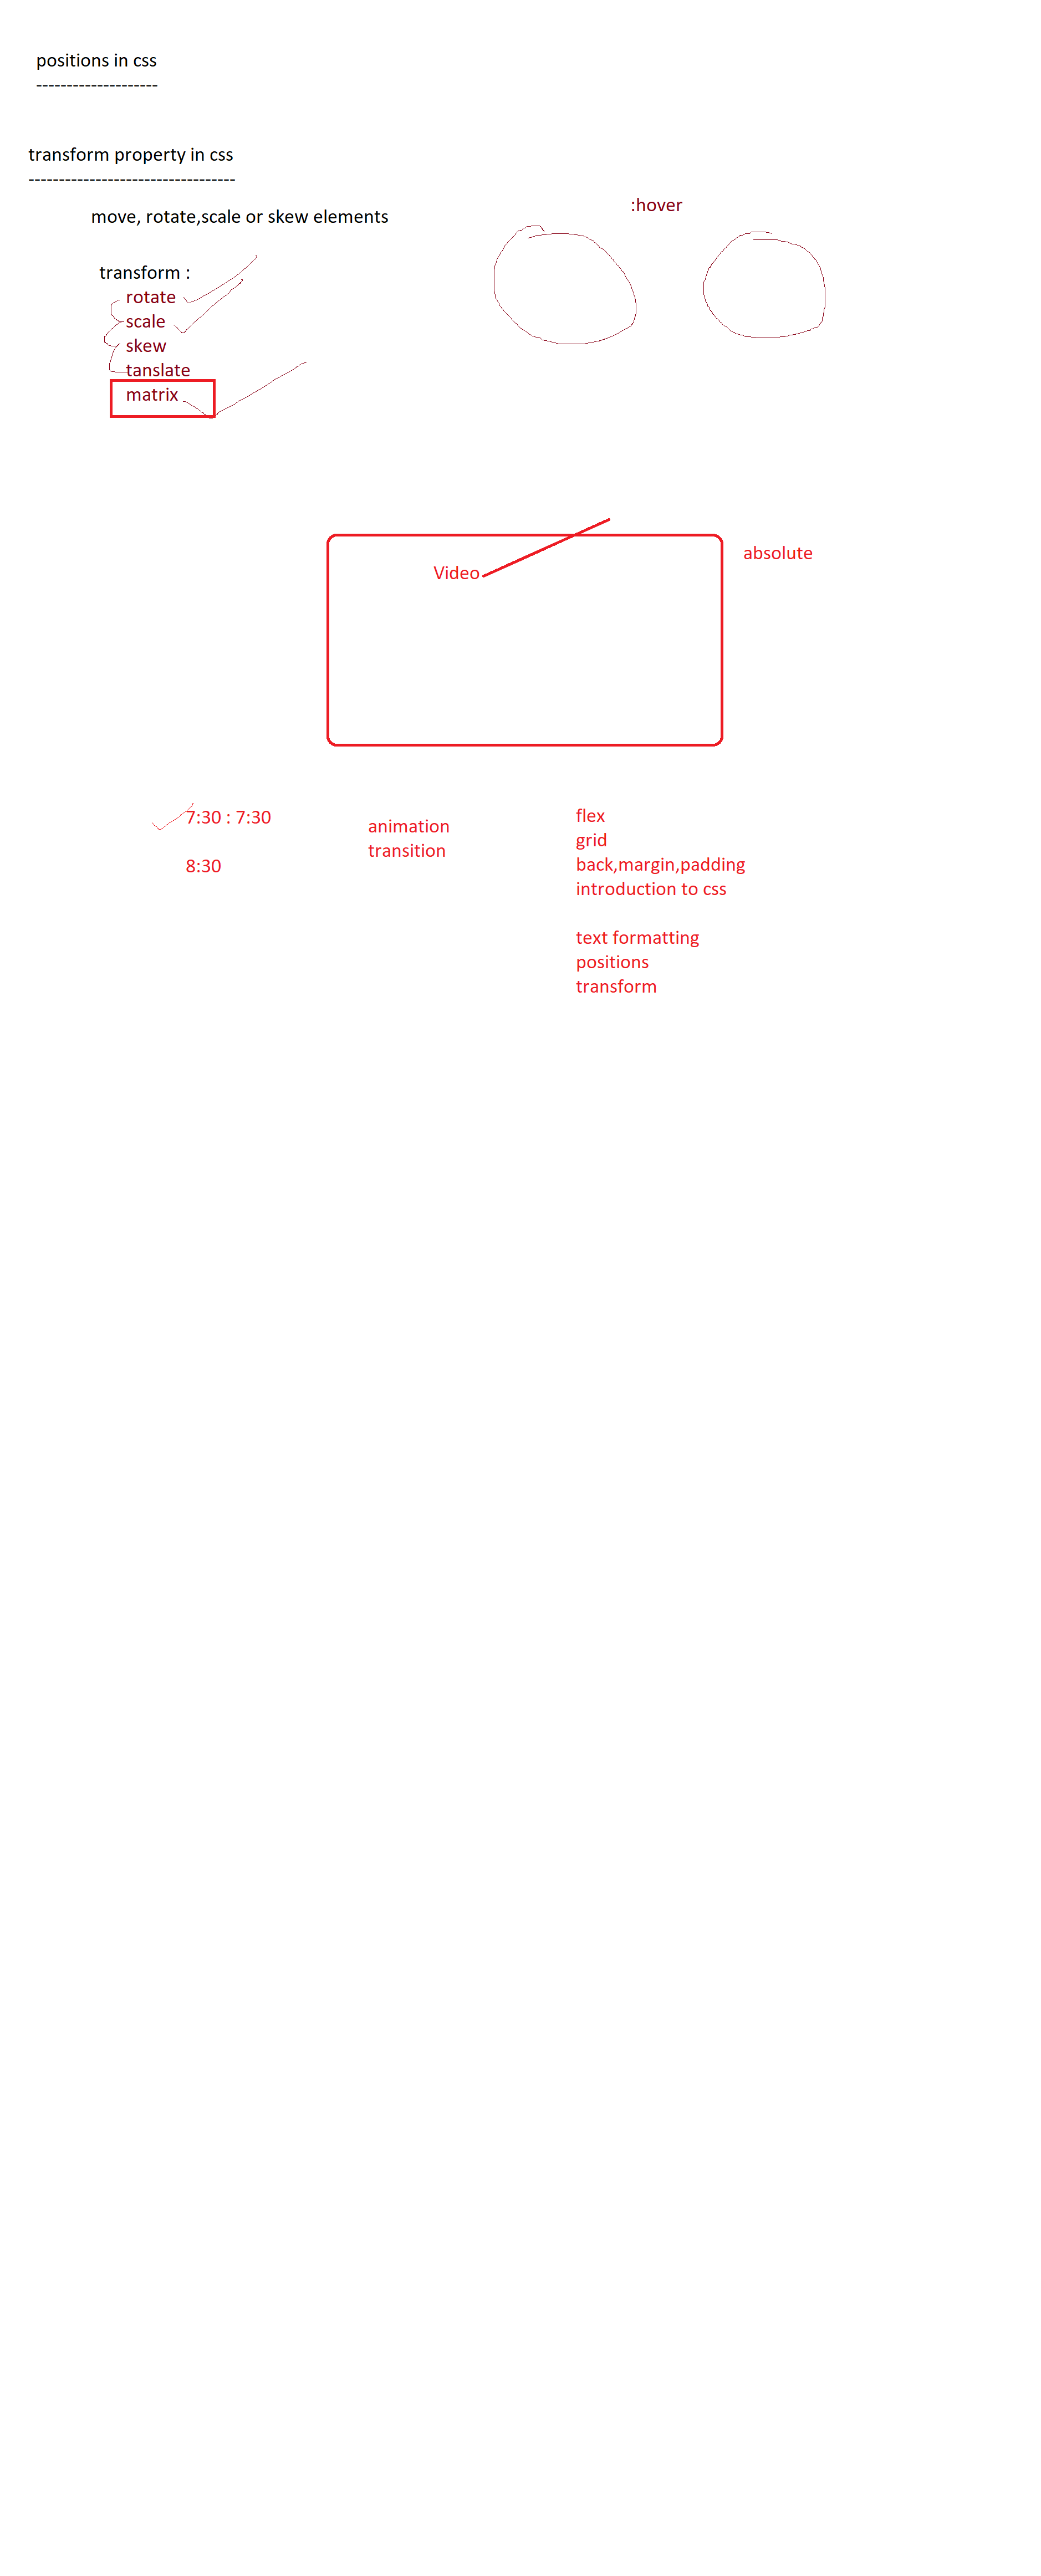 positions in css
--------------------
transform property in css
----------------------------------
move, rotate,scale or skew elements
:hover
transform :
rotate
scale
skew
tanslate
matrix
absolute
Video
7:30 : 7:30
8:30
animation
transition
flex
grid
back,margin,padding
introduction to css
text formatting
positions
transform